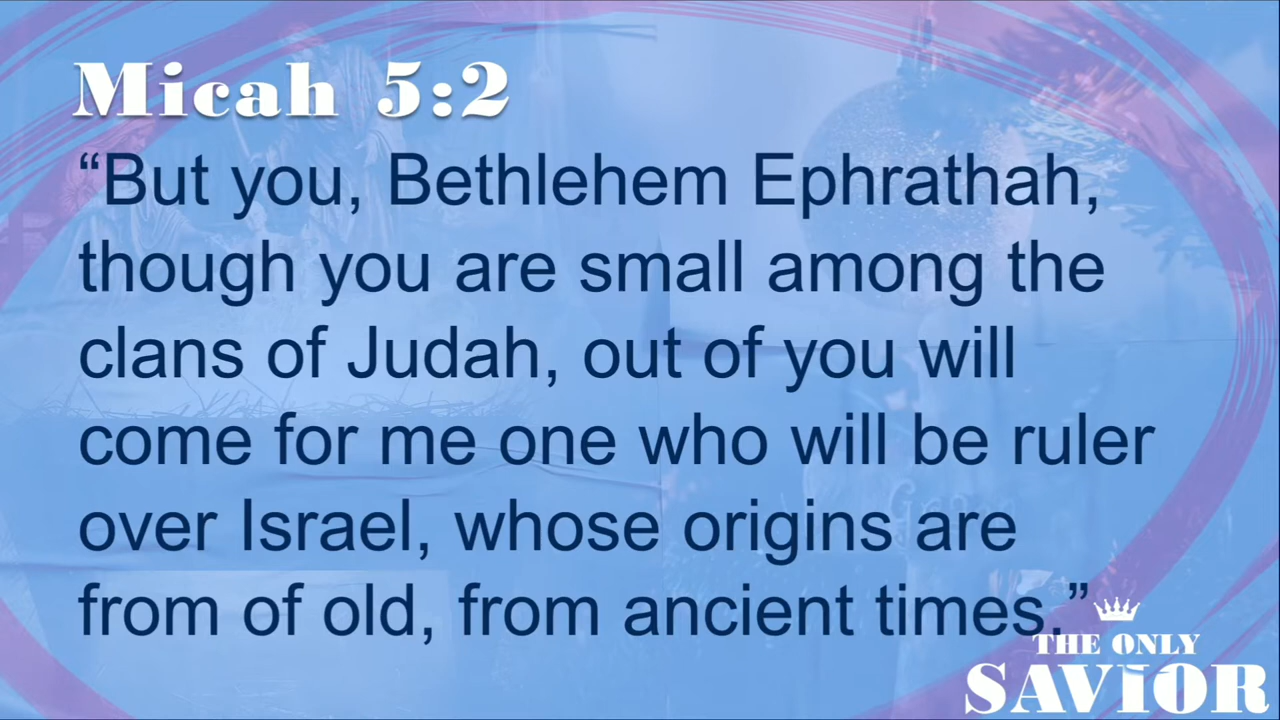 Micah 5:2
“But you, Bethlehem Ephrathah,
though you are small among the
clans of Judah, out of you will
come for me one who will be ruler
over Israel, whose origins are
from of old, from ancient times.”
THE ONLY
SAVIOR